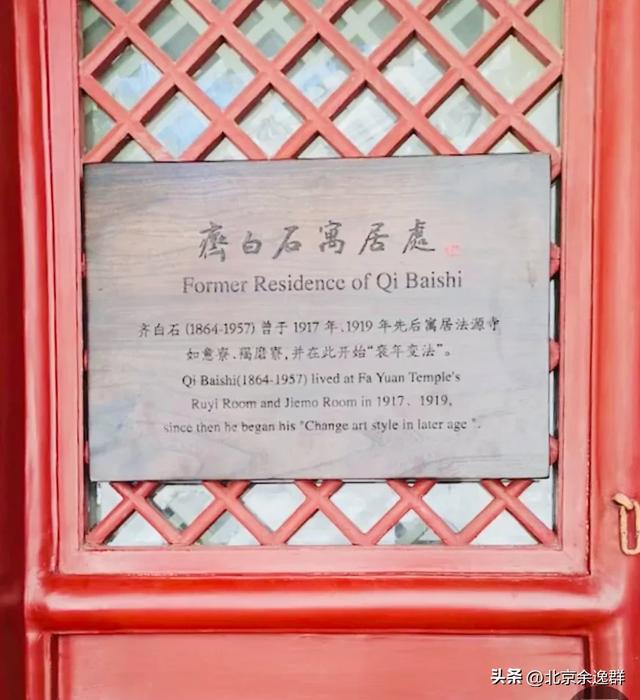 齊白石寓居處
Former Residence of Qi Baishi
齐白石 (1864-1957) 曾于 1917 年、1919 年先后寓居法源寺
如意寮、羯磨寮,并在此开始“衰年变法”。
Qi Baishi(1864-1957) lived at Fa Yuan Temple's
Ruyi Room and Jiemo Room in 1917、1919,
since then he began his "Change art style in later age ".
头条 @北京余逸群